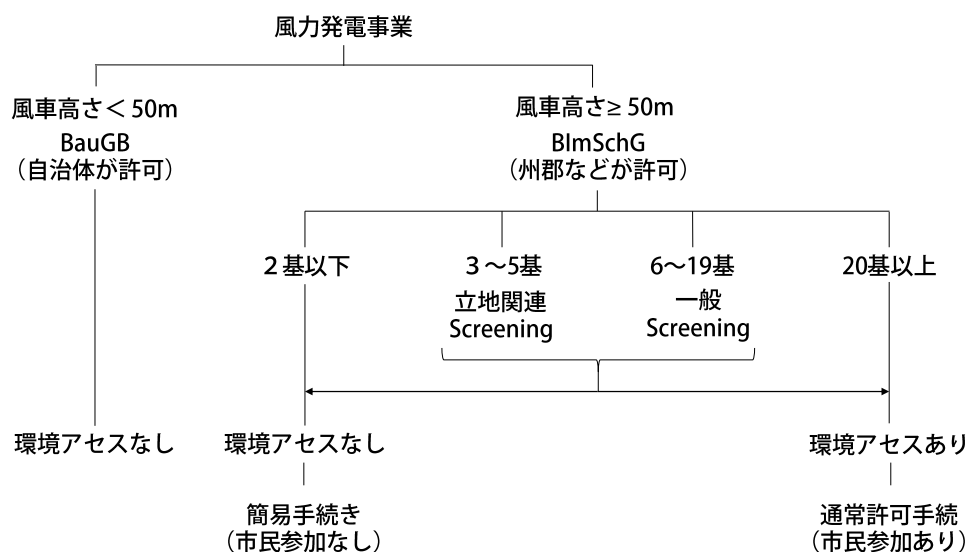 風力発電事業
風車高さ＜50m
BauGB
（自治体が許可）
風車高さ≥ 50m
BImSchG
（州郡などが許可）
２基以下
３～5基
立地関連
Screening
6～19基
一般
Screening
20基以上
環境アセスなし
環境アセスなし
簡易手続き
（市民参加なし）
環境アセスあり
通常許可手続
（市民参加あり）